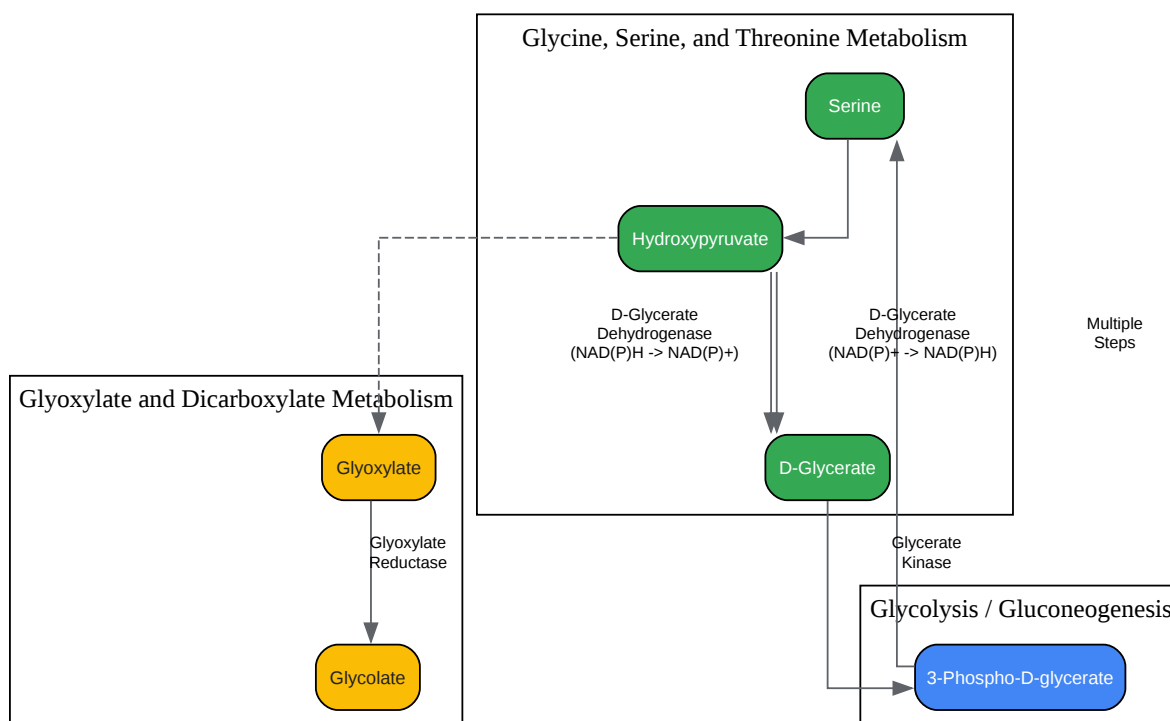 Glycine, Serine, and Threonine Metabolism
Serine
Hydroxypyruvate
D-Glycerate
Dehydrogenase
(NAD(P)H -> NAD(P)+)
D-Glycerate
Dehydrogenase
(NAD(P)+ -> NAD(P)H)
Multiple
Steps
Glyoxylate and Dicarboxylate Metabolism
Glyoxylate
D-Glycerate
Glyoxylate
Reductase
Glycerate
Kinase
Glycolysis / Gluconeogenesis
Glycolate
3-Phospho-D-glycerate